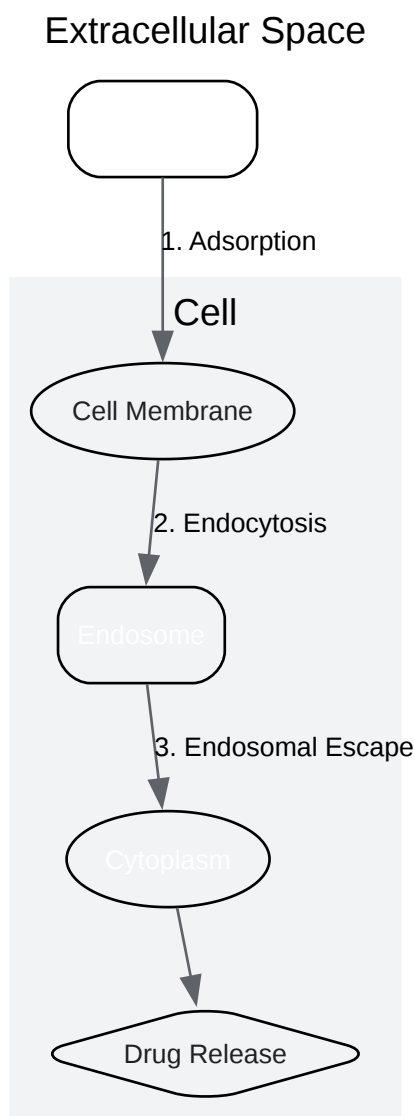 Extracellular Space
1. Adsorption
Cell
Cell Membrane
2. Endocytosis
Endosome
3. Endosomal Escape
Cytoplasm
Drug Release